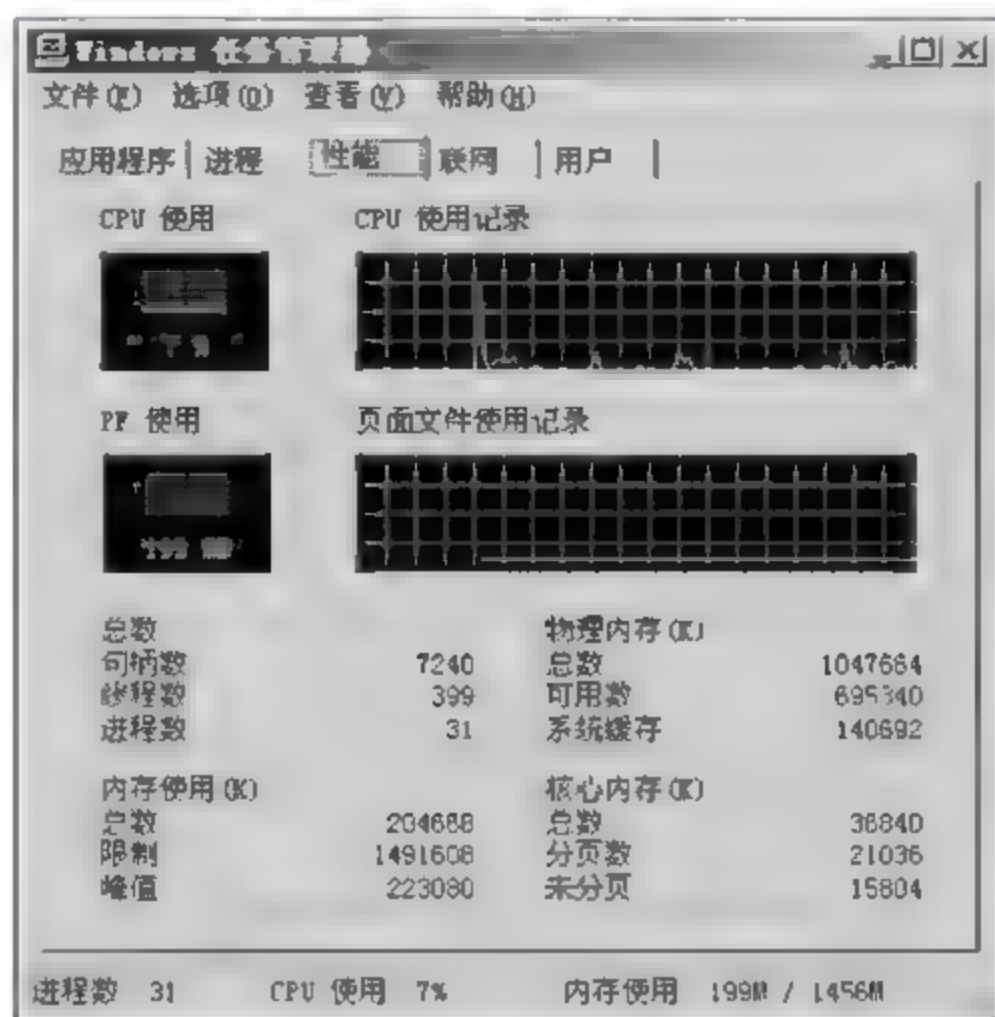 Windows 任务管理器
文件(F) 选项(O) 查看(V) 帮助(H)
应用程序 进程 性能 联网 用户
CPU 使用 CPU 使用记录
7 %
PF 使用 页面文件使用记录
199 MB
总数 物理内存(K)
句柄数 7240 总数 1047664
线程数 399 可用数 695340
进程数 31 系统缓存 140692
内存使用(K) 核心内存(K)
总数 204688 总数 36840
限制 1491608 分页数 21036
峰值 223080 未分页 15804
进程数 31 CPU 使用 7% 内存使用 199M / 1456M